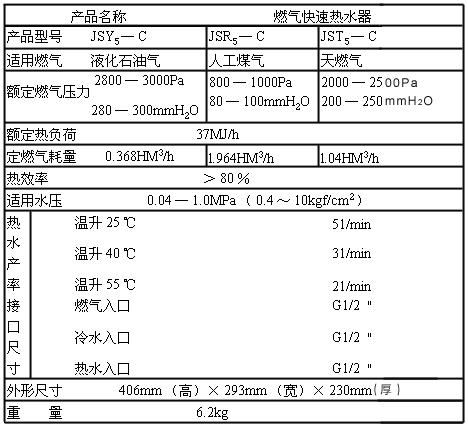 产品名称 燃气快速热水器
产品型号 JSY5—C JSR5—C JST5—C
适用燃气 液化石油气 人工煤气 天燃气
额定燃气压力 2800—3000Pa 800—1000Pa 2000—2500Pa
280—300mmH2O 80—100mmH2O 200—250mmH2O
额定热负荷 37MJ/h
定燃气耗量 0.368HM³/h 1.964HM³/h 1.04HM³/h
热效率 >80%
适用水压 0.04—1.0MPa（0.4～10kgf/cm²）
热水产率 温升25℃ 51/min
温升40℃ 31/min
温升55℃ 21/min
接口尺寸 燃气入口 G1/2 "
冷水入口 G1/2 "
热水入口 G1/2 "
外形尺寸 406mm（高）×293mm（宽）×230mm(厚)
重 量 6.2kg